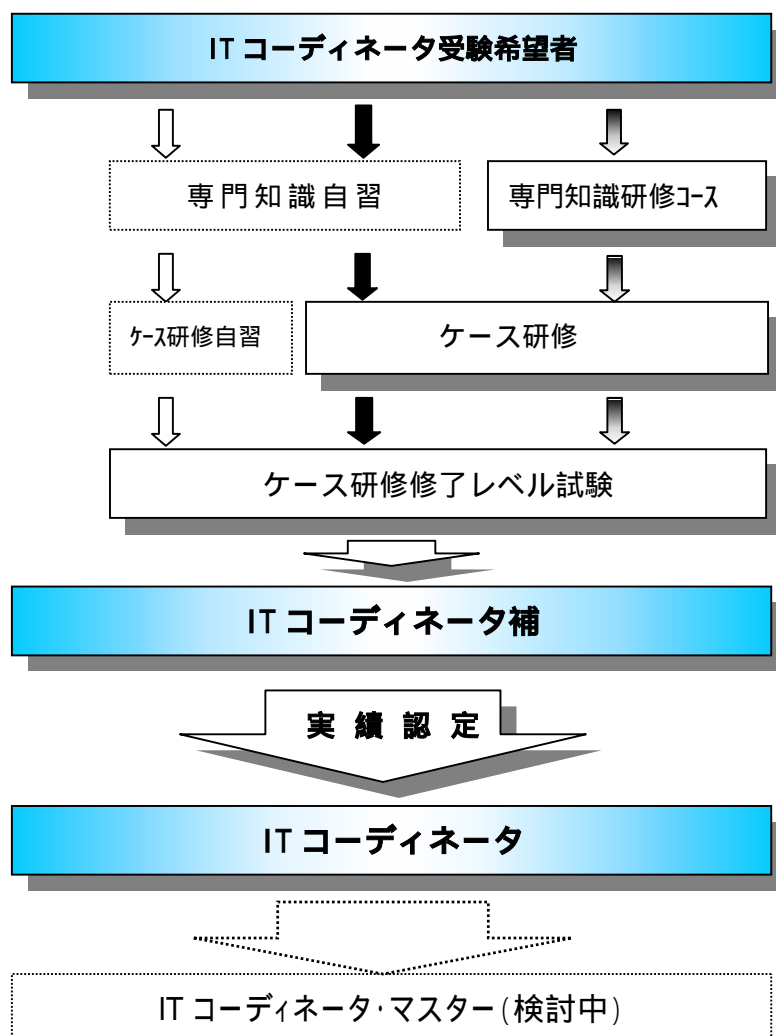 IT コーディネータ受験希望者
専門知識自習
専門知識研修ｺｰｽ
ｹｰｽ研修自習
ケース研修
ケース研修修了レベル試験
IT コーディネータ補
実 績 認 定
IT コーディネータ
IT コーディネータ･マスター(検討中)